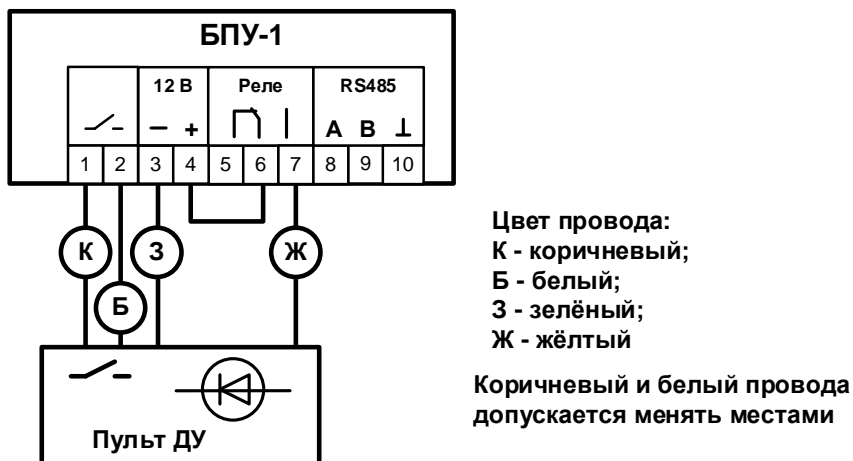 БПУ-1
12 В Реле RS485
− + A B ⊥
1 2 3 4 5 6 7 8 9 10
К З Ж
Б
Пульт ДУ
Цвет провода:
К - коричневый;
Б - белый;
З - зелёный;
Ж - жёлтый
Коричневый и белый провода
допускается менять местами